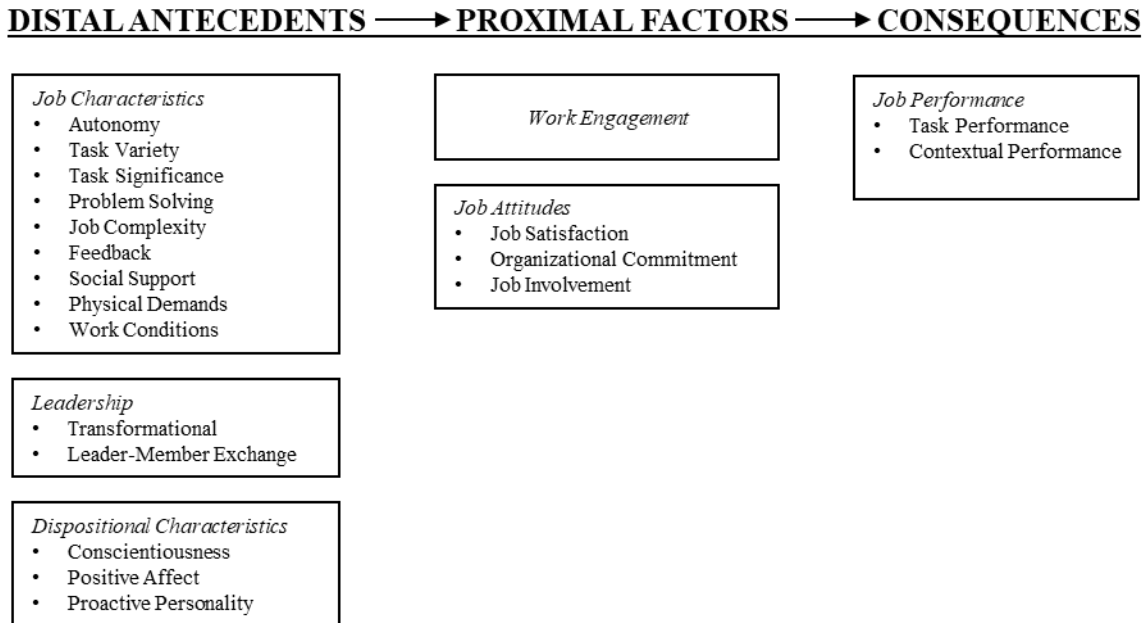 DISTAL ANTECEDENTS → PROXIMAL FACTORS → CONSEQUENCES
Job Characteristics
• Autonomy
• Task Variety
• Task Significance
• Problem Solving
• Job Complexity
• Feedback
• Social Support
• Physical Demands
• Work Conditions
Leadership
• Transformational
• Leader-Member Exchange
Dispositional Characteristics
• Conscientiousness
• Positive Affect
• Proactive Personality
Work Engagement
Job Attitudes
• Job Satisfaction
• Organizational Commitment
• Job Involvement
Job Performance
• Task Performance
• Contextual Performance